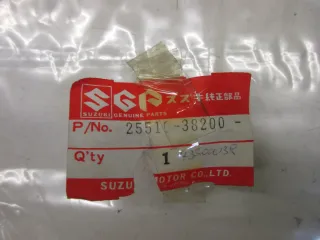 SGP スズキ純正部品
SUZUKI GENUINE PARTS
P/No. 25510-38200-
Q'ty 1
SUZUKI MOTOR CO.,LTD.